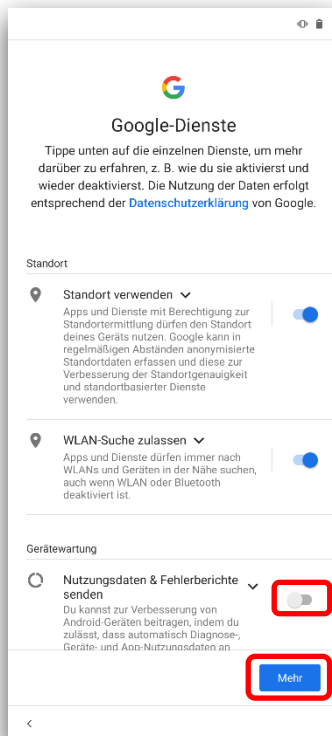 Google-Dienste
Tippe unten auf die einzelnen Dienste, um mehr
darüber zu erfahren, z. B. wie du sie aktivierst und
wieder deaktivierst. Die Nutzung der Daten erfolgt
entsprechend der Datenschutzerklärung von Google.
Standort
Standort verwenden
Apps und Dienste mit Berechtigung zur
Standortermittlung dürfen den Standort
deines Geräts nutzen. Google kann in
regelmäßigen Abständen anonymisierte
Standortdaten erfassen und diese zur
Verbesserung der Standortgenauigkeit
und standortbasierter Dienste
verwenden.
WLAN-Suche zulassen
Apps und Dienste dürfen immer nach
WLANs und Geräten in der Nähe suchen,
auch wenn WLAN oder Bluetooth
deaktiviert ist.
Gerätewartung
Nutzungsdaten & Fehlerberichte
senden
Du kannst zur Verbesserung von
Android-Geräten beitragen, indem du
zulässt, dass automatisch Diagnose-,
Geräte- und App-Nutzungsdaten an
Mehr